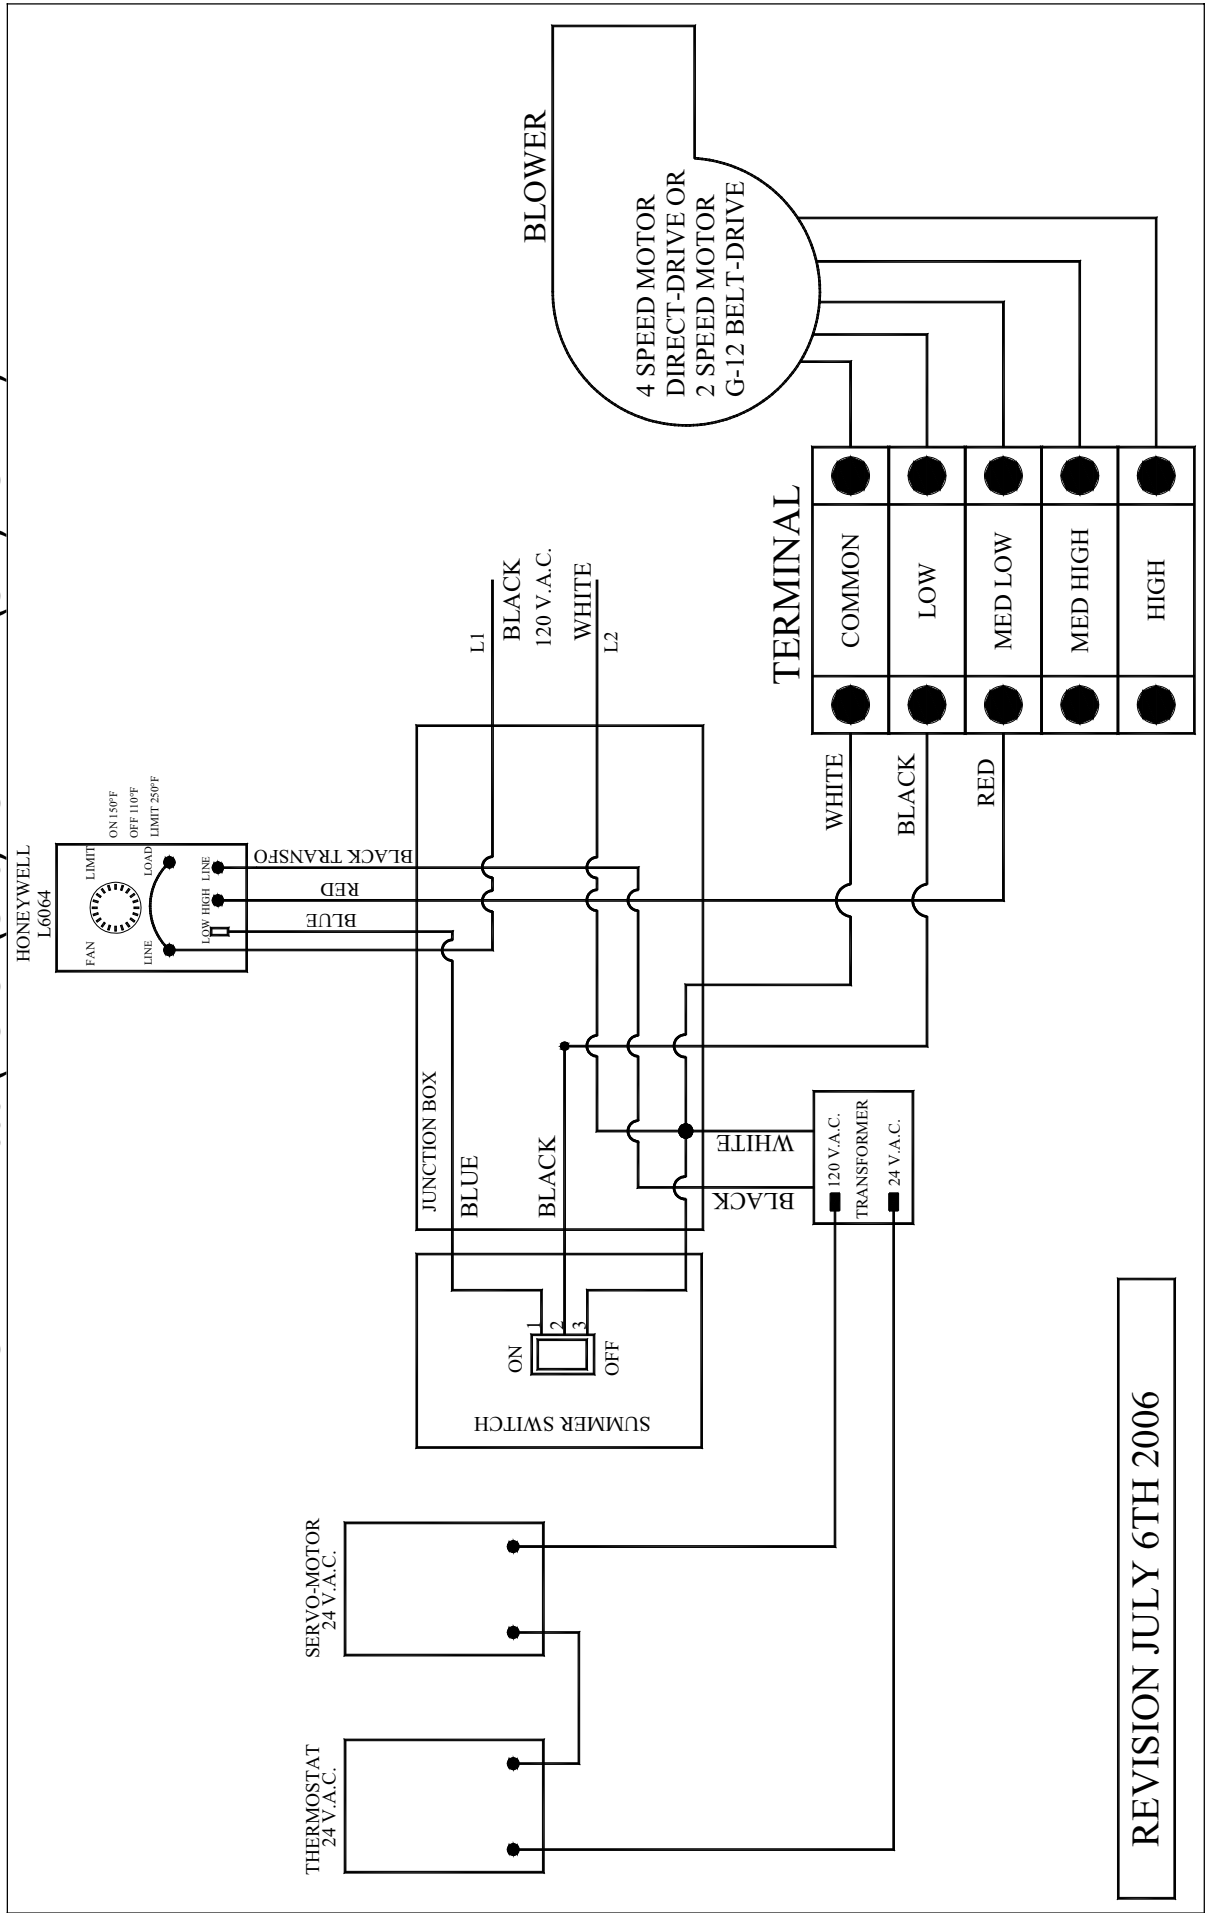 HONEYWELL
L6064
FAN
LIMIT
ON 150°F
OFF 110°F
LIMIT 250°F
LINE
LOAD
LOW
HIGH
LINE
BLUE
RED
BLACK TRANSFO
THERMOSTAT
24 V.A.C.
SERVO-MOTOR
24 V.A.C.
SUMMER SWITCH
ON
1
2
3
OFF
JUNCTION BOX
BLUE
BLACK
L1
BLACK
120 V.A.C.
WHITE
L2
BLACK
WHITE
120 V.A.C.
TRANSFORMER
24 V.A.C.
BLOWER
4 SPEED MOTOR
DIRECT-DRIVE OR
2 SPEED MOTOR
G-12 BELT-DRIVE
TERMINAL
WHITE
COMMON
BLACK
LOW
RED
MED LOW
MED HIGH
HIGH
REVISION JULY 6TH 2006